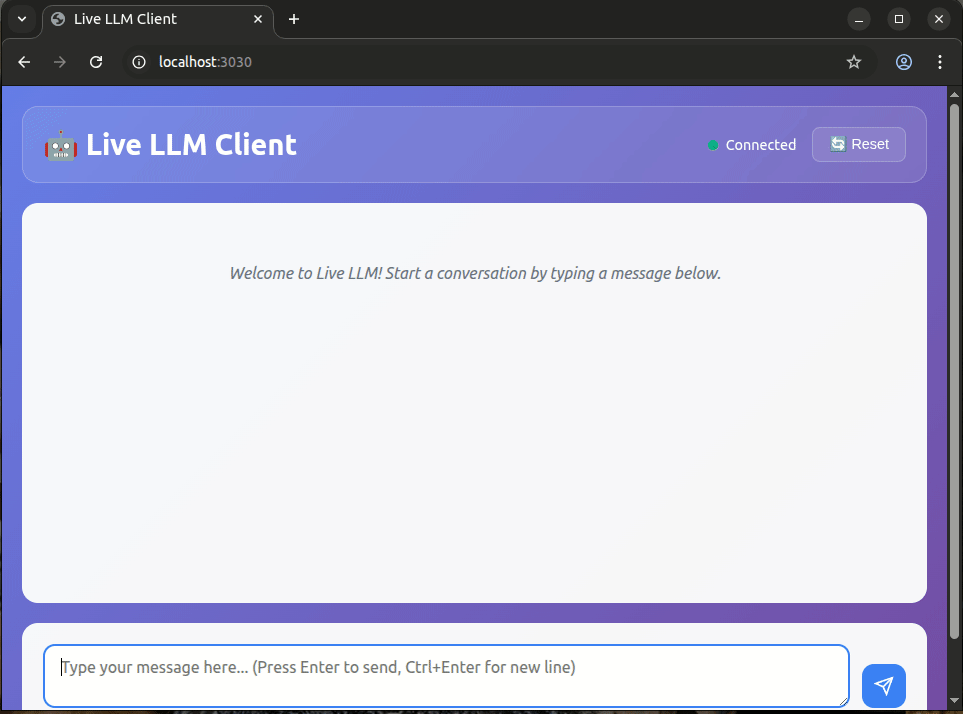 Live LLM Client
localhost:3030
Live LLM Client
Connected
Reset
Welcome to Live LLM! Start a conversation by typing a message below.
Type your message here... (Press Enter to send, Ctrl+Enter for new line)